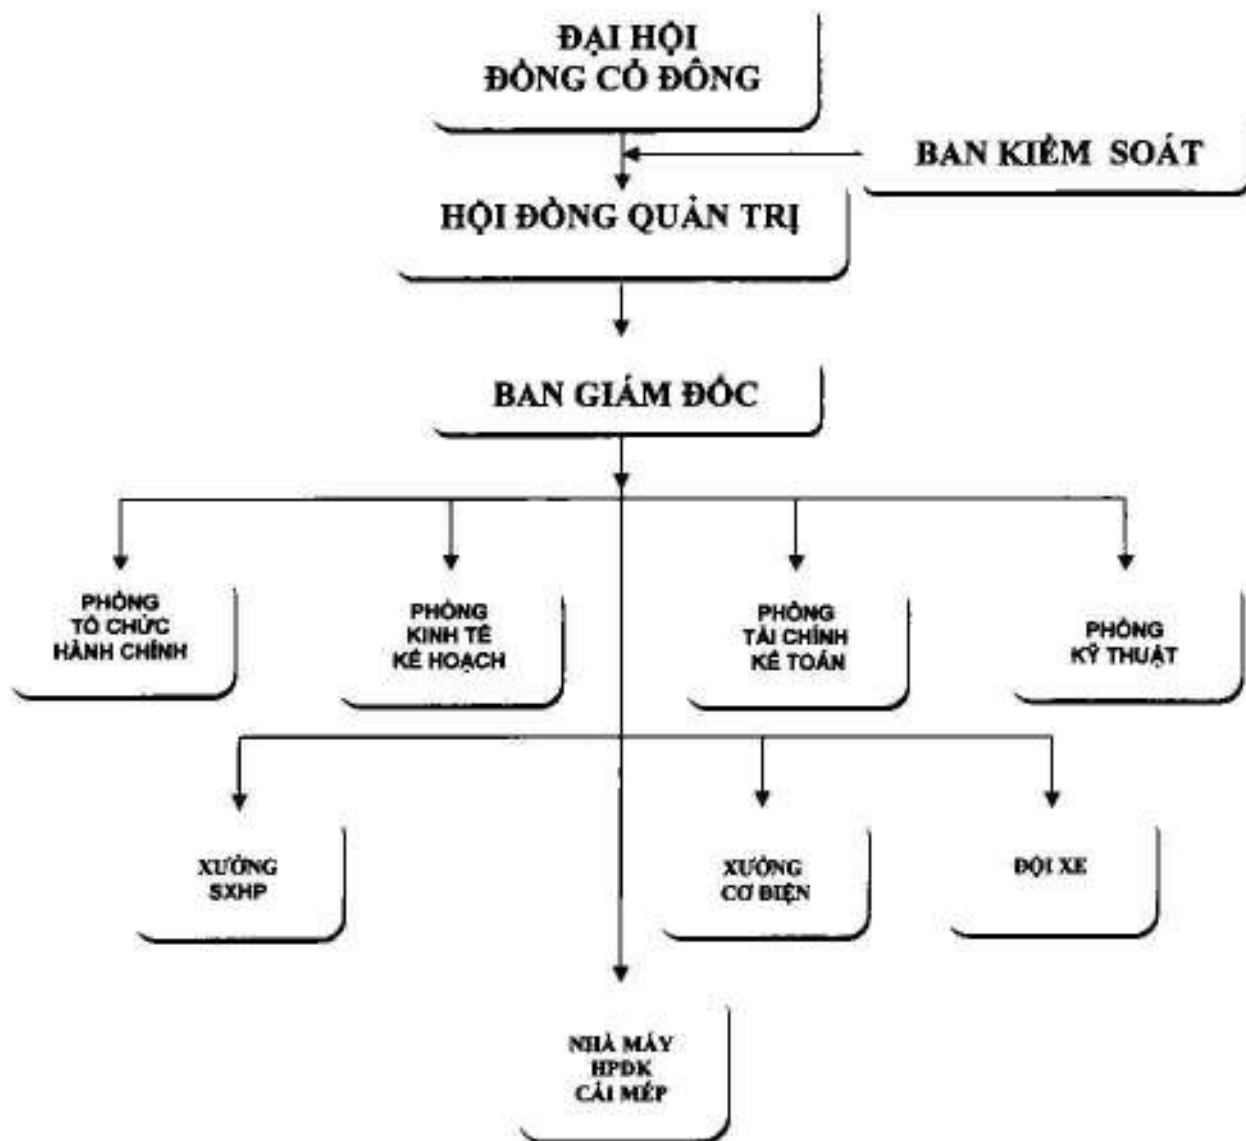 ĐẠI HỘI
ĐỒNG CỔ ĐÔNG
BAN KIỂM SOÁT
HỘI ĐỒNG QUẢN TRỊ
BAN GIÁM ĐỐC
PHÒNG
TỔ CHỨC
HÀNH CHÍNH
PHÒNG
KINH TẾ
KẾ HOẠCH
PHÒNG
TÀI CHÍNH
KẾ TOÁN
PHÒNG
KỸ THUẬT
XƯỞNG
SXHP
XƯỞNG
CƠ ĐIỆN
ĐỘI XE
NHÀ MÁY
HPDK
CÁI MÉP